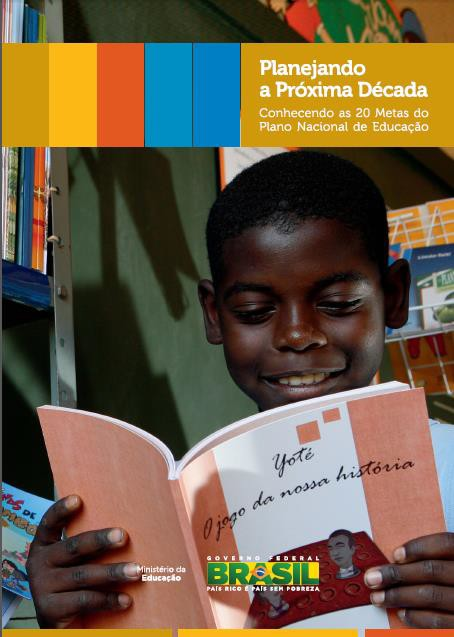 Planejando
a Próxima Década
Conhecendo as 20 Metas do
Plano Nacional de Educação
Yoté
O jogo da nossa história
Ministério da
Educação
GOVERNO FEDERAL
BRASIL
PAÍS RICO É PAÍS SEM POBREZA